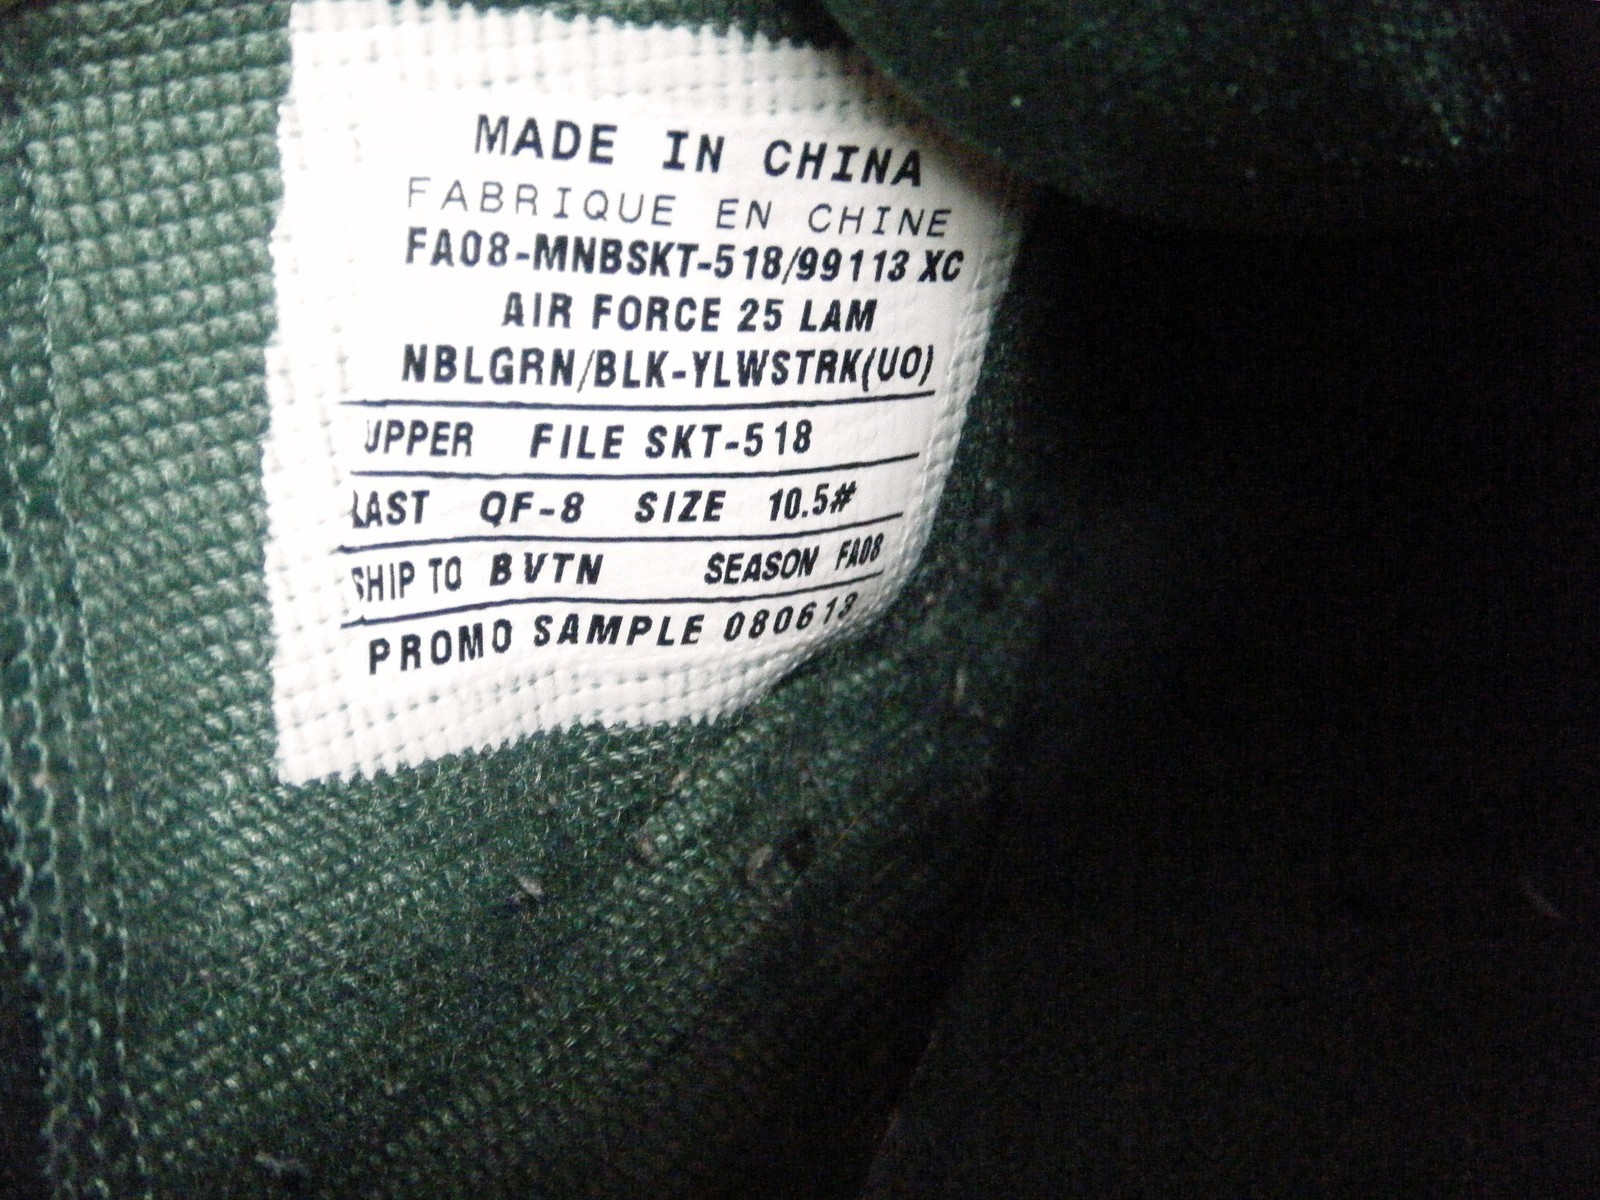 MADE IN CHINA
FABRIQUE EN CHINE
FA08-MNBSKT-518/99113 XC
AIR FORCE 25 LAM
NBLGRN/BLK-YLWSTRK(UO)
UPPER FILE SKT-518
LAST QF-8 SIZE 10.5#
SHIP TO BVTN SEASON FA08
PROMO SAMPLE 080613